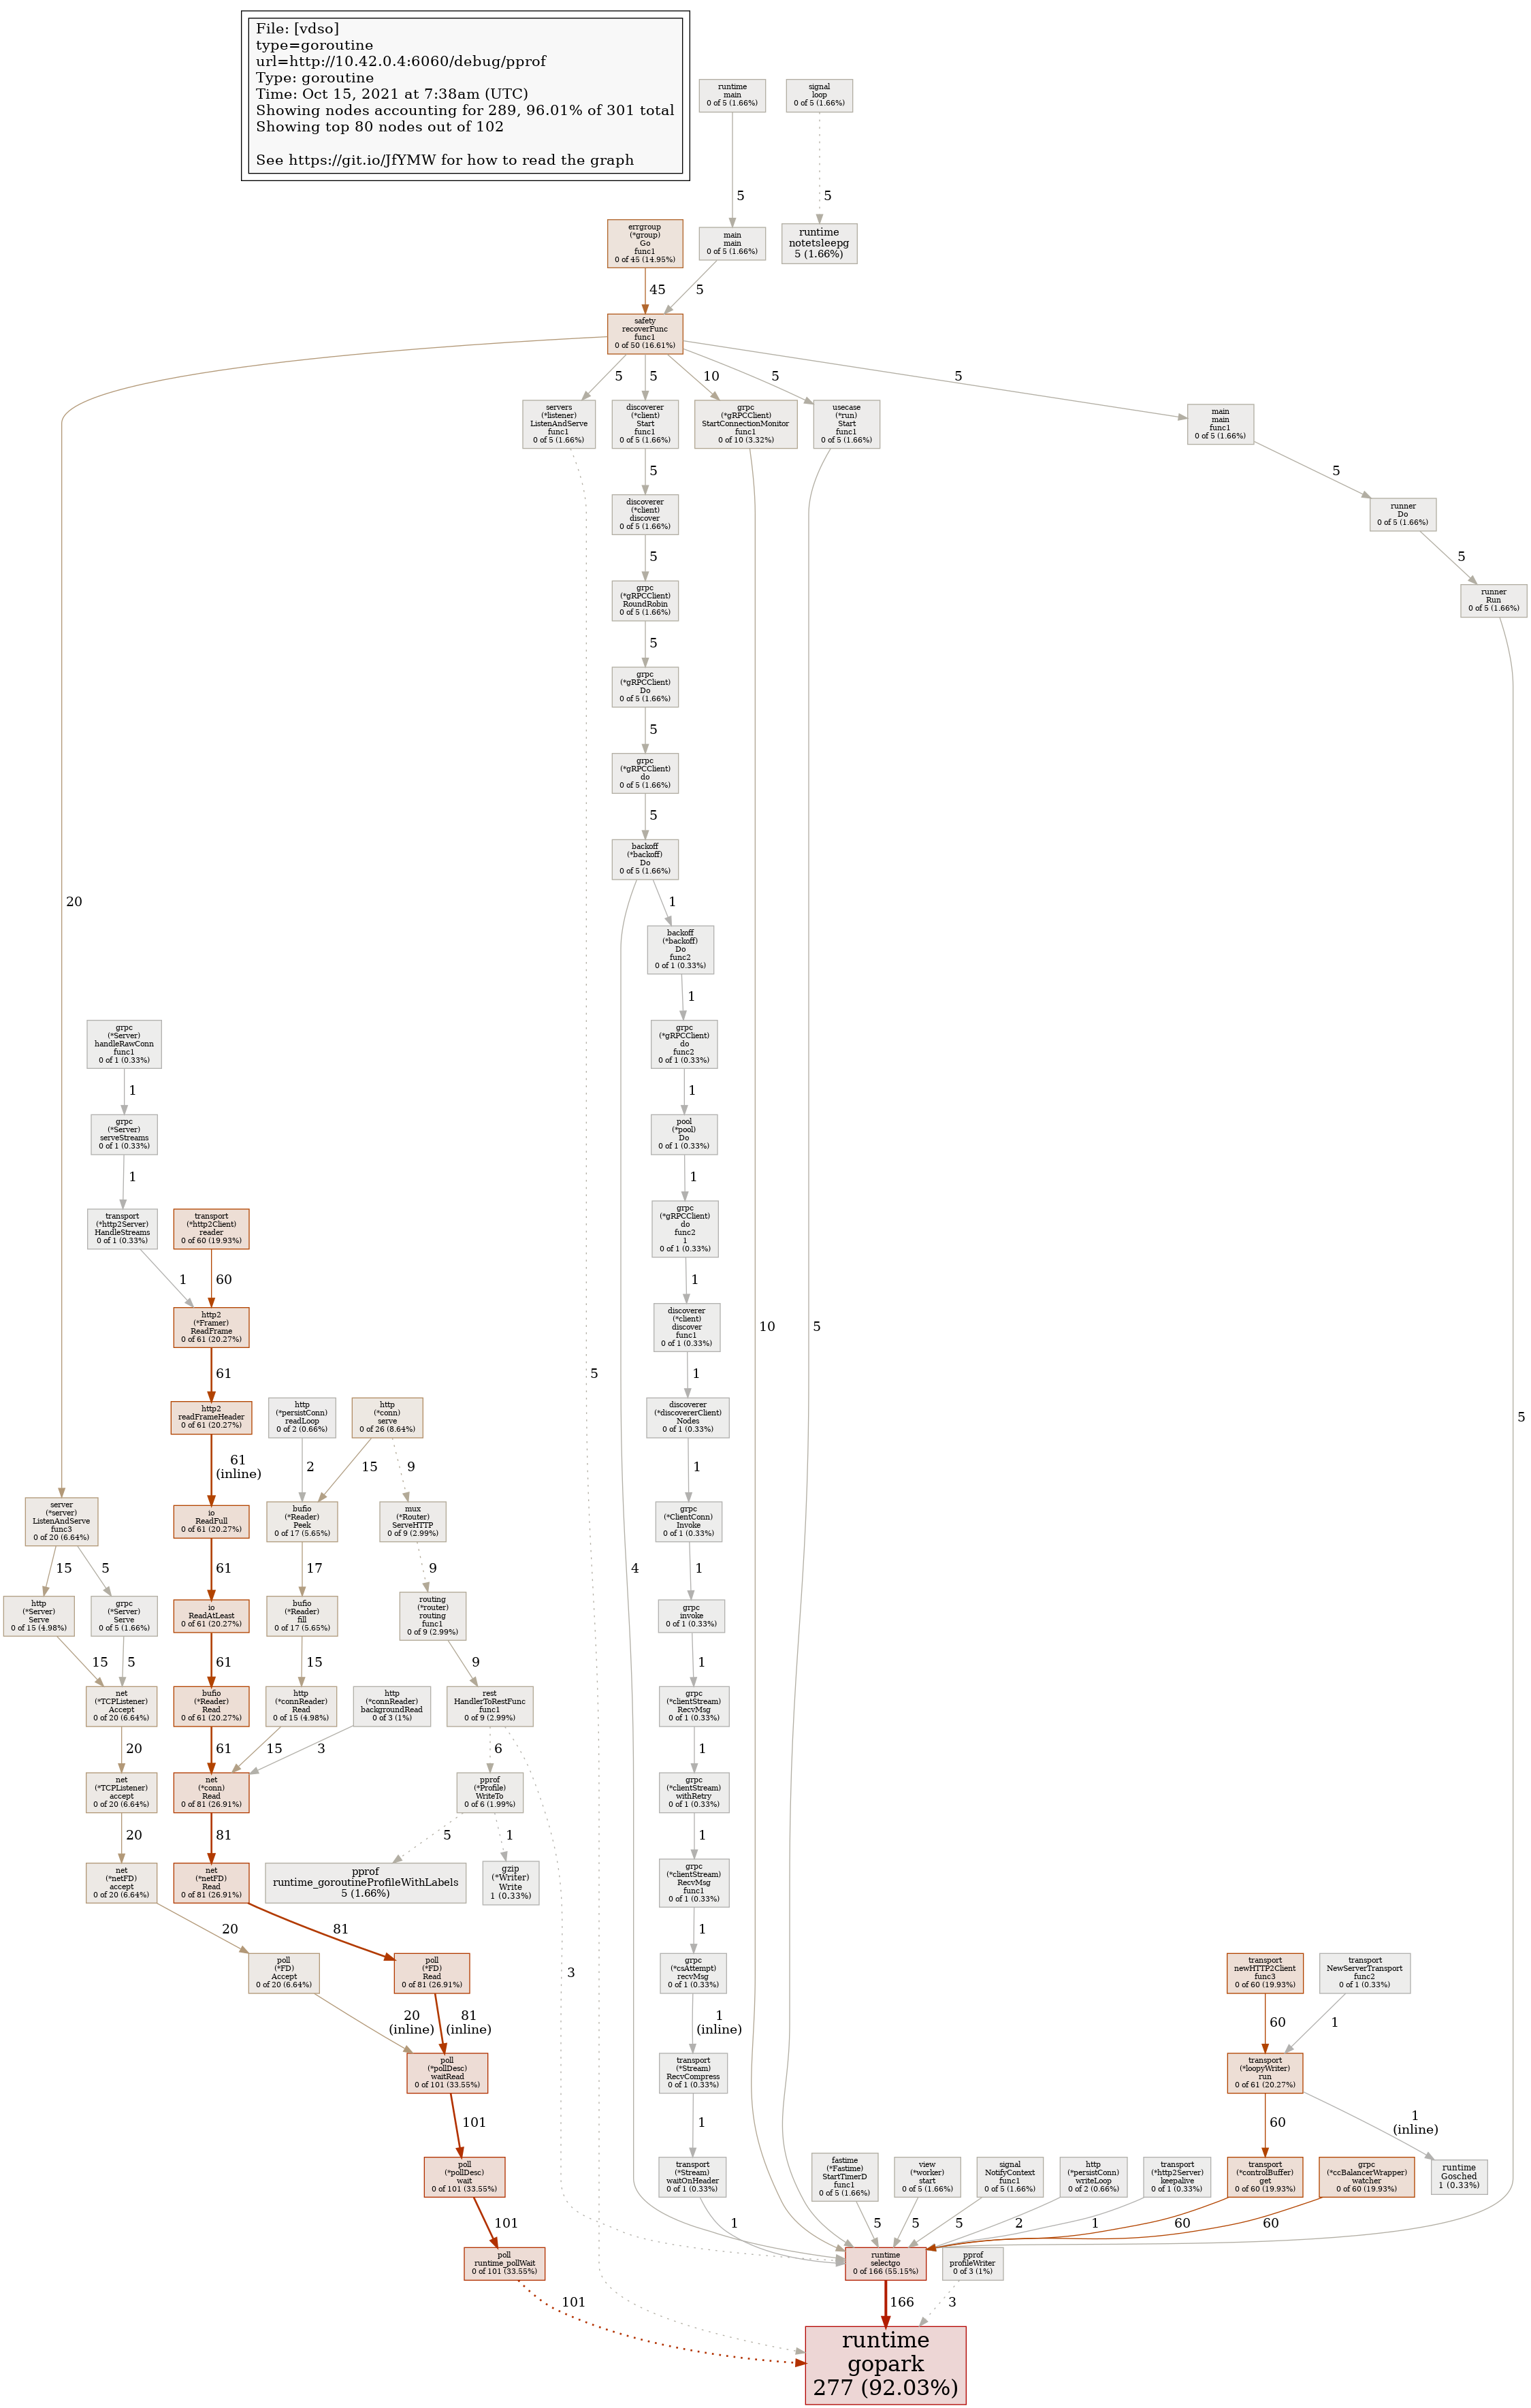 File: [vdso]
type=goroutine
url=http://10.42.0.4:6060/debug/pprof
Type: goroutine
Time: Oct 15, 2021 at 7:38am (UTC)
Showing nodes accounting for 289, 96.01% of 301 total
Showing top 80 nodes out of 102
See https://git.io/JfYMW for how to read the graph
runtime
main
0 of 5 (1.66%)
signal
loop
0 of 5 (1.66%)
5
5
errgroup
(*group)
Go
func1
0 of 45 (14.95%)
main
main
0 of 5 (1.66%)
runtime
notetsleepg
5 (1.66%)
45
5
safety
recoverFunc
func1
0 of 50 (16.61%)
5
5
10
5
5
servers
(*listener)
ListenAndServe
func1
0 of 5 (1.66%)
discoverer
(*client)
Start
func1
0 of 5 (1.66%)
grpc
(*gRPCClient)
StartConnectionMonitor
func1
0 of 10 (3.32%)
usecase
(*run)
Start
func1
0 of 5 (1.66%)
main
main
func1
0 of 5 (1.66%)
5
5
discoverer
(*client)
discover
0 of 5 (1.66%)
runner
Do
0 of 5 (1.66%)
5
5
grpc
(*gRPCClient)
RoundRobin
0 of 5 (1.66%)
runner
Run
0 of 5 (1.66%)
5
grpc
(*gRPCClient)
Do
0 of 5 (1.66%)
5
grpc
(*gRPCClient)
do
0 of 5 (1.66%)
5
backoff
(*backoff)
Do
0 of 5 (1.66%)
20
1
backoff
(*backoff)
Do
func2
0 of 1 (0.33%)
1
grpc
(*Server)
handleRawConn
func1
0 of 1 (0.33%)
grpc
(*gRPCClient)
do
func2
0 of 1 (0.33%)
1
1
grpc
(*Server)
serveStreams
0 of 1 (0.33%)
pool
(*pool)
Do
0 of 1 (0.33%)
1
1
transport
(*http2Server)
HandleStreams
0 of 1 (0.33%)
transport
(*http2Client)
reader
0 of 60 (19.93%)
grpc
(*gRPCClient)
do
func2
1
0 of 1 (0.33%)
1
60
1
http2
(*Framer)
ReadFrame
0 of 61 (20.27%)
discoverer
(*client)
discover
func1
0 of 1 (0.33%)
10
5
61
5
1
http2
readFrameHeader
0 of 61 (20.27%)
http
(*persistConn)
readLoop
0 of 2 (0.66%)
http
(*conn)
serve
0 of 26 (8.64%)
discoverer
(*discovererClient)
Nodes
0 of 1 (0.33%)
5
61
(inline)
2
15
9
1
server
(*server)
ListenAndServe
func3
0 of 20 (6.64%)
io
ReadFull
0 of 61 (20.27%)
bufio
(*Reader)
Peek
0 of 17 (5.65%)
mux
(*Router)
ServeHTTP
0 of 9 (2.99%)
grpc
(*ClientConn)
Invoke
0 of 1 (0.33%)
15
5
61
17
9
4
1
http
(*Server)
Serve
0 of 15 (4.98%)
grpc
(*Server)
Serve
0 of 5 (1.66%)
io
ReadAtLeast
0 of 61 (20.27%)
bufio
(*Reader)
fill
0 of 17 (5.65%)
routing
(*router)
routing
func1
0 of 9 (2.99%)
grpc
invoke
0 of 1 (0.33%)
15
5
61
15
9
1
net
(*TCPListener)
Accept
0 of 20 (6.64%)
bufio
(*Reader)
Read
0 of 61 (20.27%)
http
(*connReader)
Read
0 of 15 (4.98%)
http
(*connReader)
backgroundRead
0 of 3 (1%)
rest
HandlerToRestFunc
func1
0 of 9 (2.99%)
grpc
(*clientStream)
RecvMsg
0 of 1 (0.33%)
20
61
15
3
6
1
net
(*TCPListener)
accept
0 of 20 (6.64%)
net
(*conn)
Read
0 of 81 (26.91%)
pprof
(*Profile)
WriteTo
0 of 6 (1.99%)
grpc
(*clientStream)
withRetry
0 of 1 (0.33%)
20
81
5
1
1
net
(*netFD)
accept
0 of 20 (6.64%)
net
(*netFD)
Read
0 of 81 (26.91%)
pprof
runtime_goroutineProfileWithLabels
5 (1.66%)
gzip
(*Writer)
Write
1 (0.33%)
grpc
(*clientStream)
RecvMsg
func1
0 of 1 (0.33%)
20
81
1
poll
(*FD)
Accept
0 of 20 (6.64%)
poll
(*FD)
Read
0 of 81 (26.91%)
3
grpc
(*csAttempt)
recvMsg
0 of 1 (0.33%)
transport
newHTTP2Client
func3
0 of 60 (19.93%)
transport
NewServerTransport
func2
0 of 1 (0.33%)
20
(inline)
81
(inline)
1
(inline)
60
1
poll
(*pollDesc)
waitRead
0 of 101 (33.55%)
transport
(*Stream)
RecvCompress
0 of 1 (0.33%)
transport
(*loopyWriter)
run
0 of 61 (20.27%)
101
1
60
1
(inline)
poll
(*pollDesc)
wait
0 of 101 (33.55%)
transport
(*Stream)
waitOnHeader
0 of 1 (0.33%)
fastime
(*Fastime)
StartTimerD
func1
0 of 5 (1.66%)
view
(*worker)
start
0 of 5 (1.66%)
signal
NotifyContext
func1
0 of 5 (1.66%)
http
(*persistConn)
writeLoop
0 of 2 (0.66%)
transport
(*http2Server)
keepalive
0 of 1 (0.33%)
transport
(*controlBuffer)
get
0 of 60 (19.93%)
grpc
(*ccBalancerWrapper)
watcher
0 of 60 (19.93%)
runtime
Gosched
1 (0.33%)
101
1
5
5
5
2
1
60
60
poll
runtime_pollWait
0 of 101 (33.55%)
runtime
selectgo
0 of 166 (55.15%)
pprof
profileWriter
0 of 3 (1%)
101
166
3
runtime
gopark
277 (92.03%)